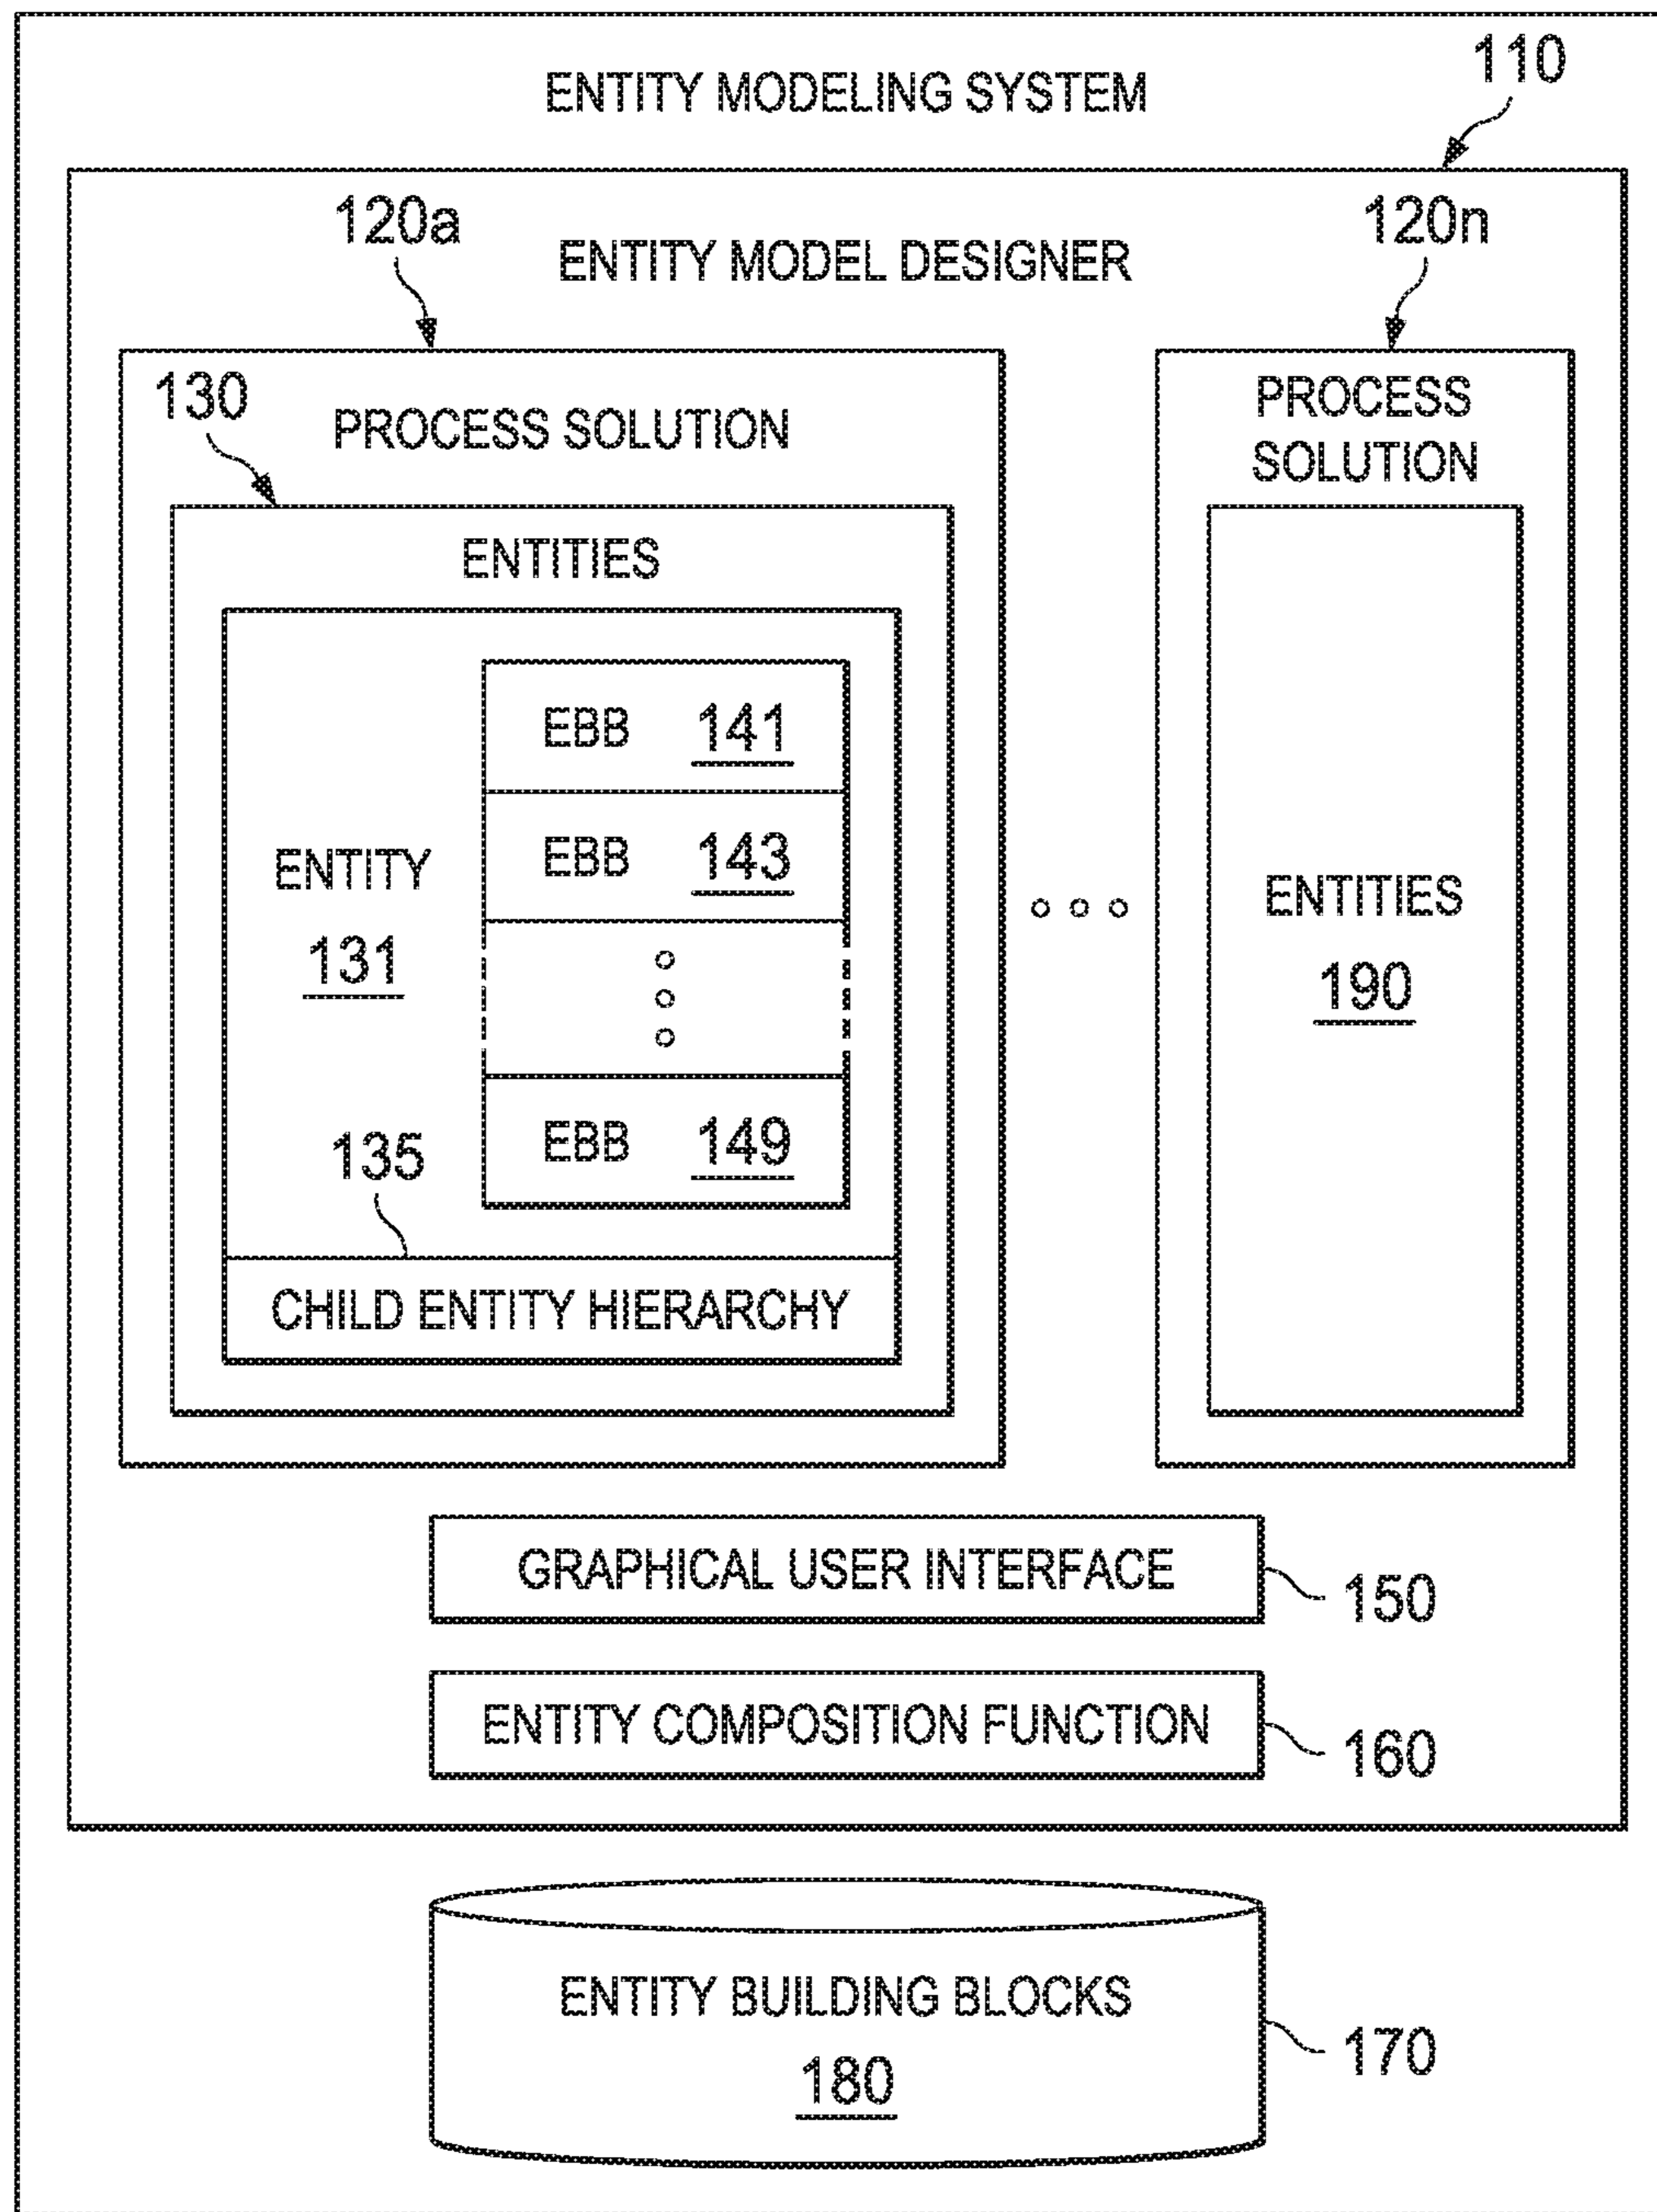 110
ENTITY MODELING SYSTEM
120a
120n
ENTITY MODEL DESIGNER
130
PROCESS SOLUTION
PROCESS
SOLUTION
ENTITIES
EBB 141
EBB 143
ENTITY
131
ENTITIES
190
EBB 149
135
CHILD ENTITY HIERARCHY
GRAPHICAL USER INTERFACE
150
ENTITY COMPOSITION FUNCTION
160
ENTITY BUILDING BLOCKS
180
170